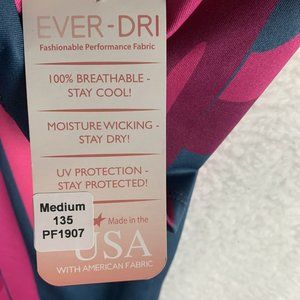 EVER-DRI
Fashionable Performance Fabric
100% BREATHABLE -
STAY COOL!
MOISTURE WICKING -
STAY DRY!
UV PROTECTION -
STAY PROTECTED!
Medium
135
PF1907
Made in the
USA
WITH AMERICAN FABRIC